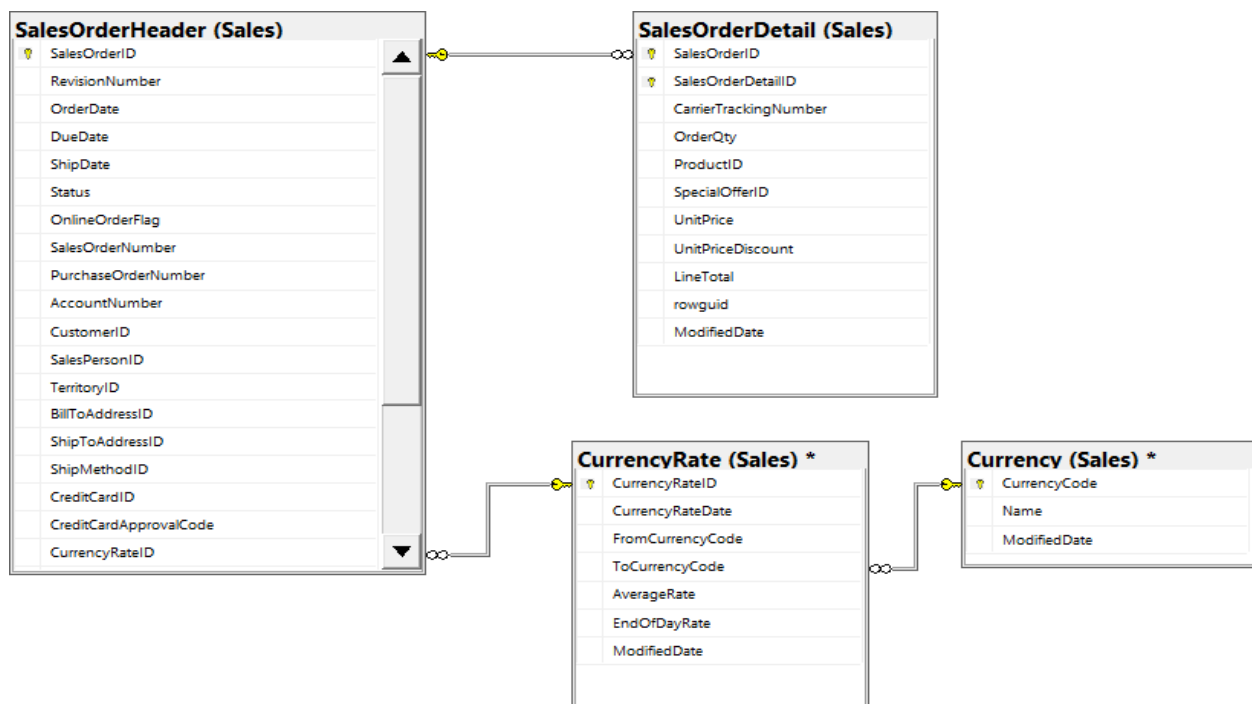 SalesOrderHeader (Sales)
SalesOrderID
RevisionNumber
OrderDate
DueDate
ShipDate
Status
OnlineOrderFlag
SalesOrderNumber
PurchaseOrderNumber
AccountNumber
CustomerID
SalesPersonID
TerritoryID
BillToAddressID
ShipToAddressID
ShipMethodID
CreditCardID
CreditCardApprovalCode
CurrencyRateID
SalesOrderDetail (Sales)
SalesOrderID
SalesOrderDetailID
CarrierTrackingNumber
OrderQty
ProductID
SpecialOfferID
UnitPrice
UnitPriceDiscount
LineTotal
rowguid
ModifiedDate
CurrencyRate (Sales) *
CurrencyRateID
CurrencyRateDate
FromCurrencyCode
ToCurrencyCode
AverageRate
EndOfDayRate
ModifiedDate
Currency (Sales) *
CurrencyCode
Name
ModifiedDate